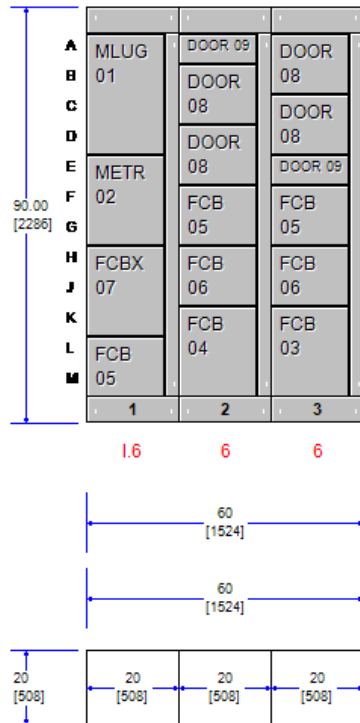 A
B
C
D
E
F
G
H
J
K
L
M
90.00
[2286]
MLUG
01
METR
02
FCBX
07
FCB
05
DOOR 09
DOOR
08
DOOR
08
FCB
05
FCB
06
FCB
04
DOOR
08
DOOR
08
DOOR 09
FCB
05
FCB
06
FCB
03
1 2 3
I.6 6 6
60
[1524]
60
[1524]
20
[508]
20
[508]
20
[508]
20
[508]